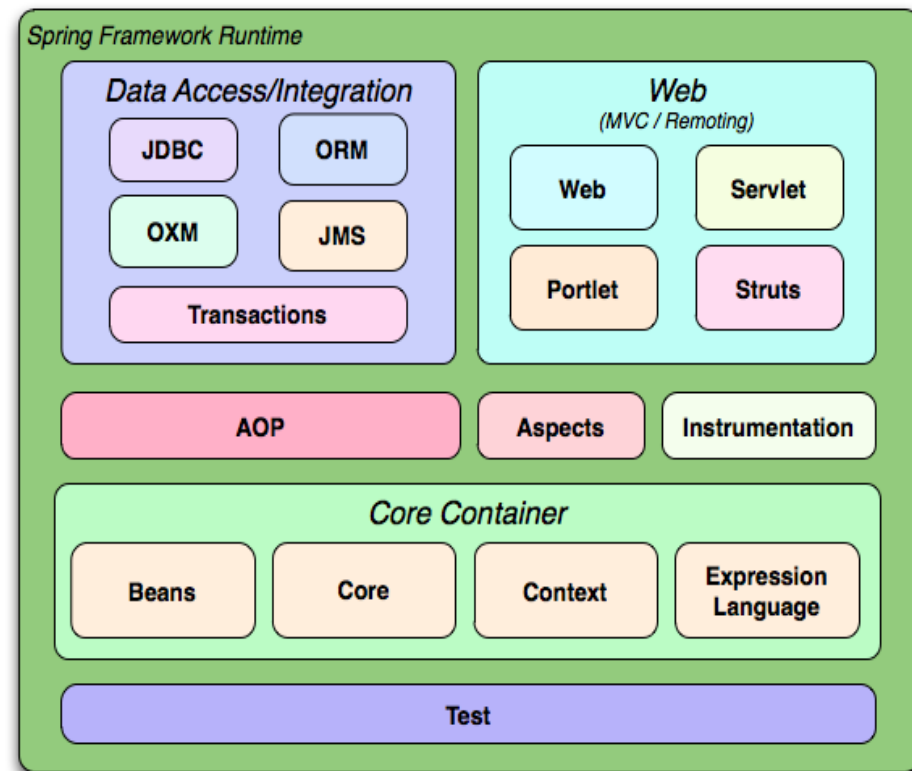 Spring Framework Runtime
Data Access/Integration
JDBC
ORM
OXM
JMS
Transactions
Web
(MVC / Remoting)
Web
Servlet
Portlet
Struts
AOP
Aspects
Instrumentation
Core Container
Beans
Core
Context
Expression
Language
Test